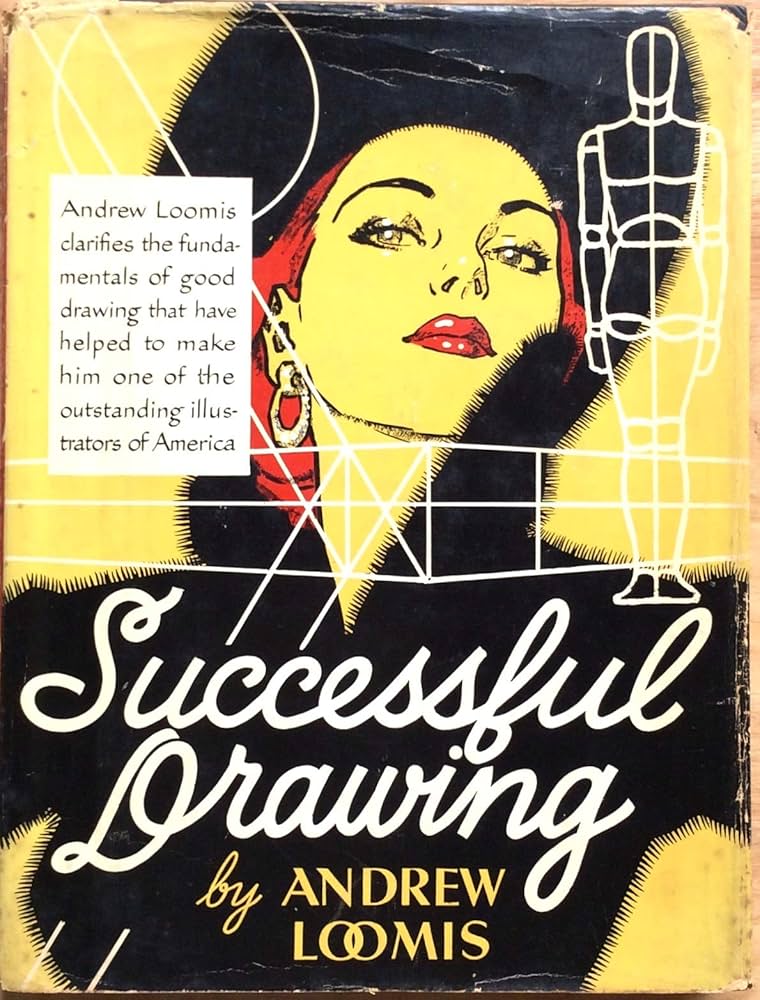 Andrew Loomis
clarifies the funda-
mentals of good
drawing that have
helped to make
him one of the
outstanding illus-
trators of America
Successful
Drawing
by ANDREW
LOOMIS